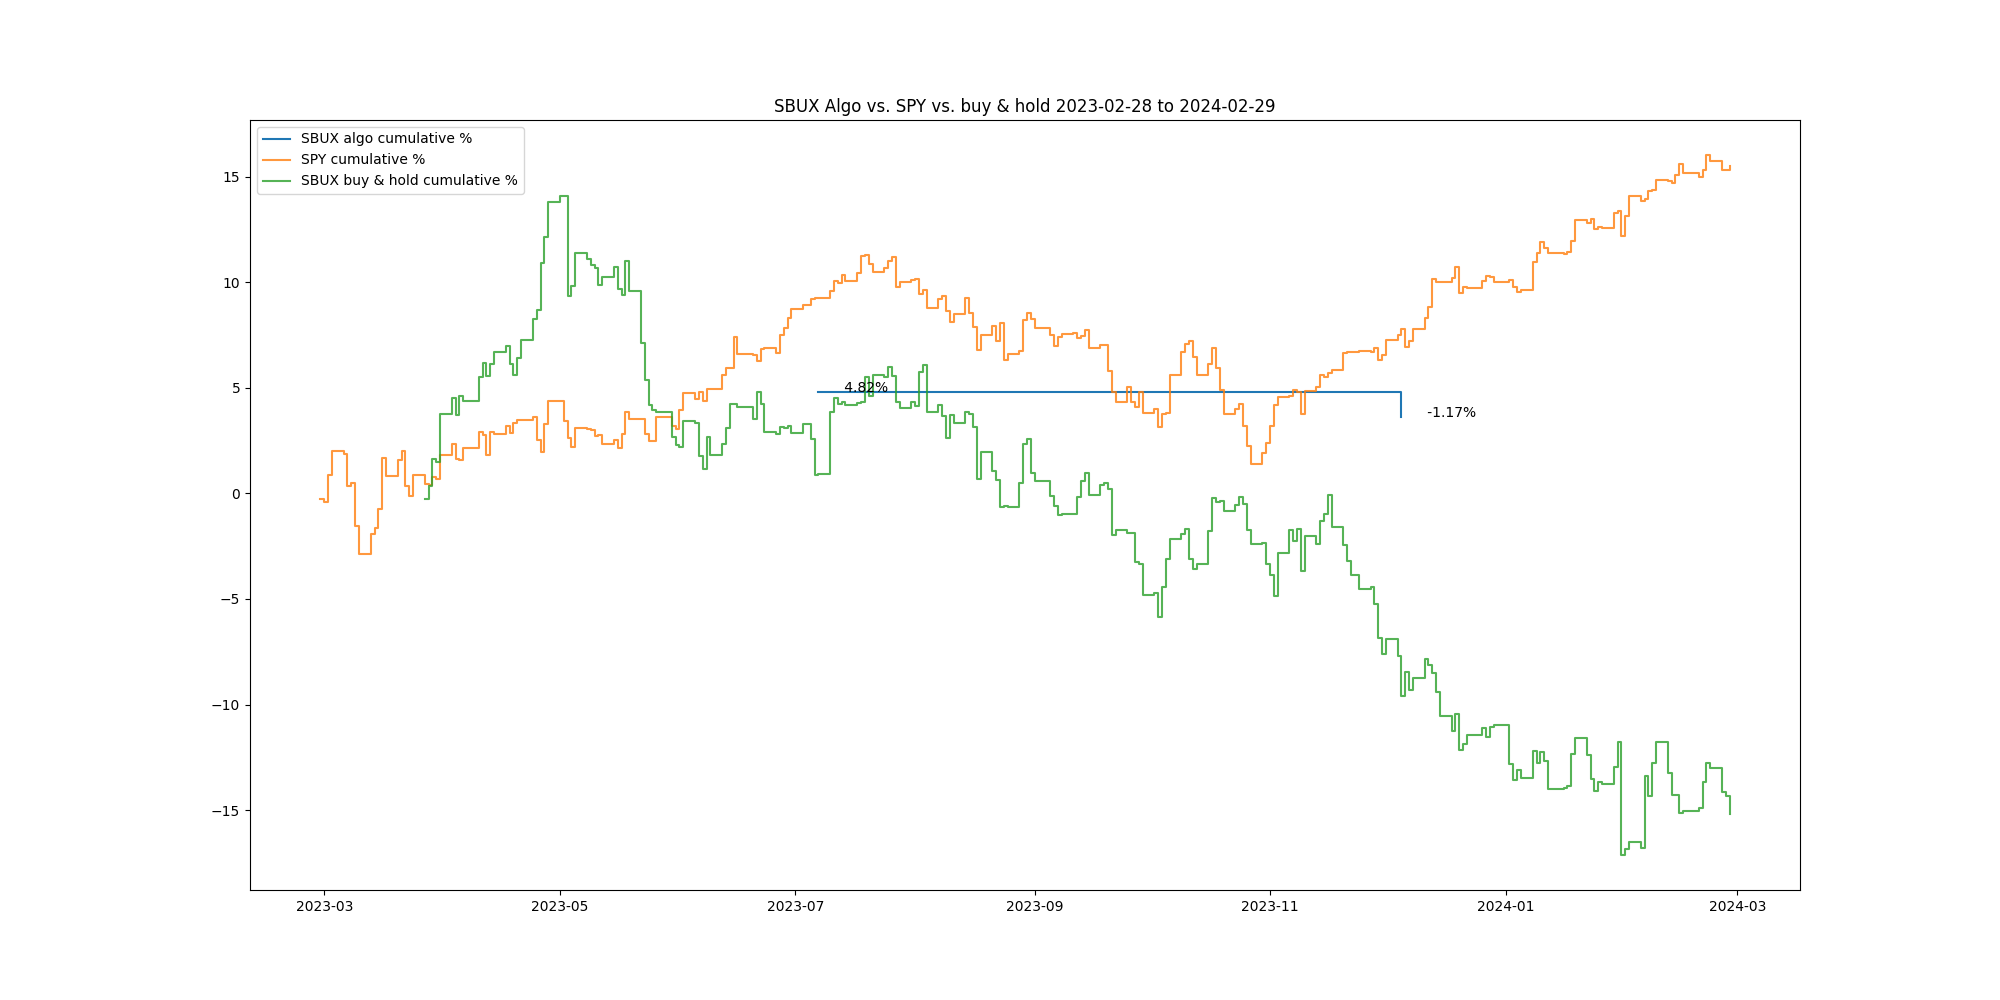 SBUX Algo vs. SPY vs. buy & hold 2023-02-28 to 2024-02-29
SBUX algo cumulative %
SPY cumulative %
SBUX buy & hold cumulative %
15
10
5
0
−5
−10
−15
4.82%
-1.17%
2023-03 2023-05 2023-07 2023-09 2023-11 2024-01 2024-03